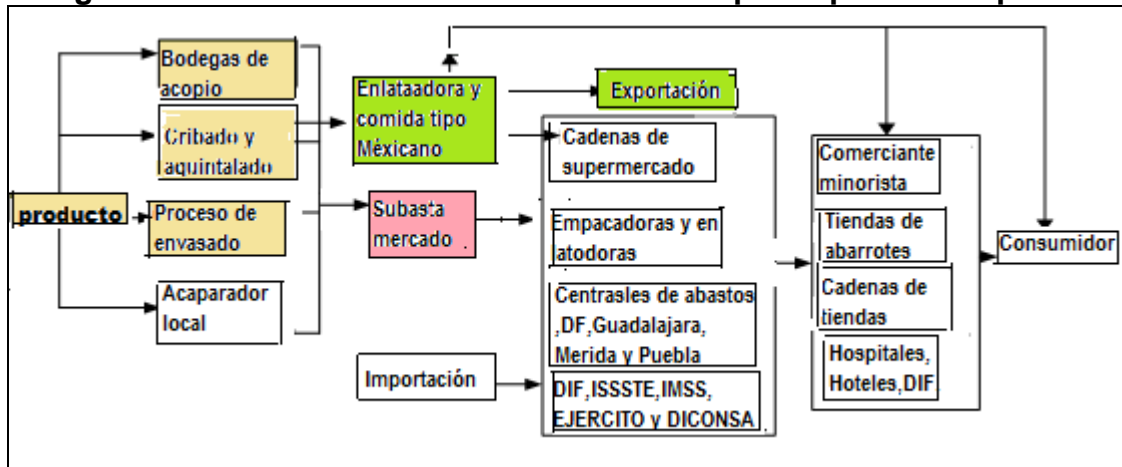 producto
Bodegas de
acopio
Cribado y
aquintalado
Proceso de
envasado
Acaparador
local
Enlataadora y
comida tipo
Méxicano
Subasta
mercado
Importación
Exportación
Cadenas de
supermercado
Empacadoras y en
latodoras
Centrasles de abastos
,DF,Guadalajara,
Merida y Puebla
DIF,ISSSTE,IMSS,
EJERCITO y DICONSA
Comerciante
minorista
Tiendas de
abarrotes
Cadenas de
tiendas
Hospitales,
Hoteles,DIF
Consumidor